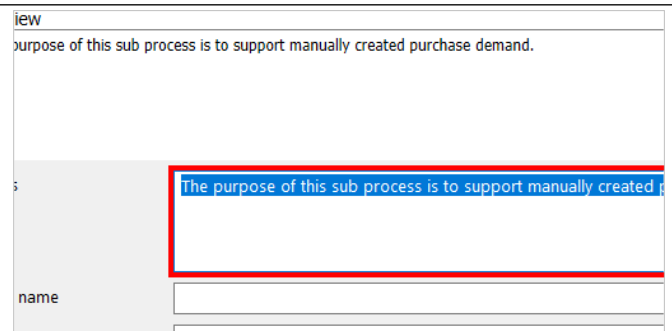 iew
purpose of this sub process is to support manually created purchase demand.
s
The purpose of this sub process is to support manually created p
name